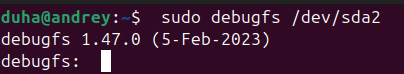 duha@andrey:~$ sudo debugfs /dev/sda2
debugfs 1.47.0 (5-Feb-2023)
debugfs: